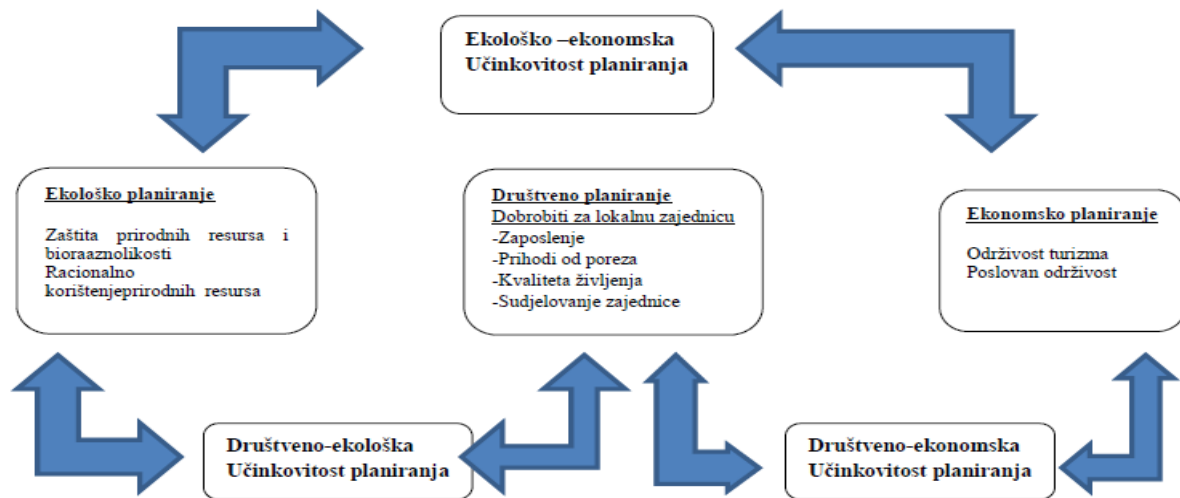 Ekološko –ekonomska
Učinkovitost planiranja
Ekološko planiranje
Zaštita prirodnih resursa i
bioraaznolikosti
Racionalno
korištenjeprirodnih resursa
Društveno planiranje
Dobrobiti za lokalnu zajednicu
-Zaposlenje
-Prihodi od poreza
-Kvaliteta življenja
-Sudjelovanje zajednice
Ekonomsko planiranje
Održivost turizma
Poslovan održivost
Društveno-ekološka
Učinkovitost planiranja
Društveno-ekonomska
Učinkovitost planiranja